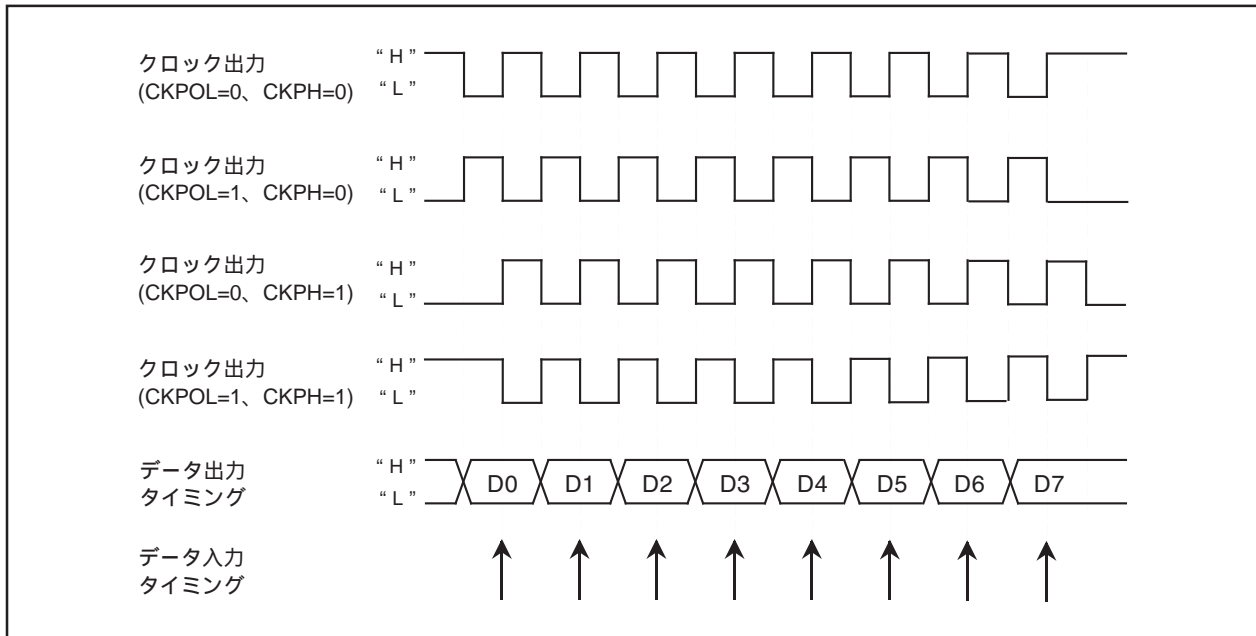 クロック出力 “ H ”
(CKPOL=0、CKPH=0) “ L ”
クロック出力 “ H ”
(CKPOL=1、CKPH=0) “ L ”
クロック出力 “ H ”
(CKPOL=0、CKPH=1) “ L ”
クロック出力 “ H ”
(CKPOL=1、CKPH=1) “ L ”
データ出力 “ H ”
タイミング “ L ”
D0 D1 D2 D3 D4 D5 D6 D7
データ入力
タイミング